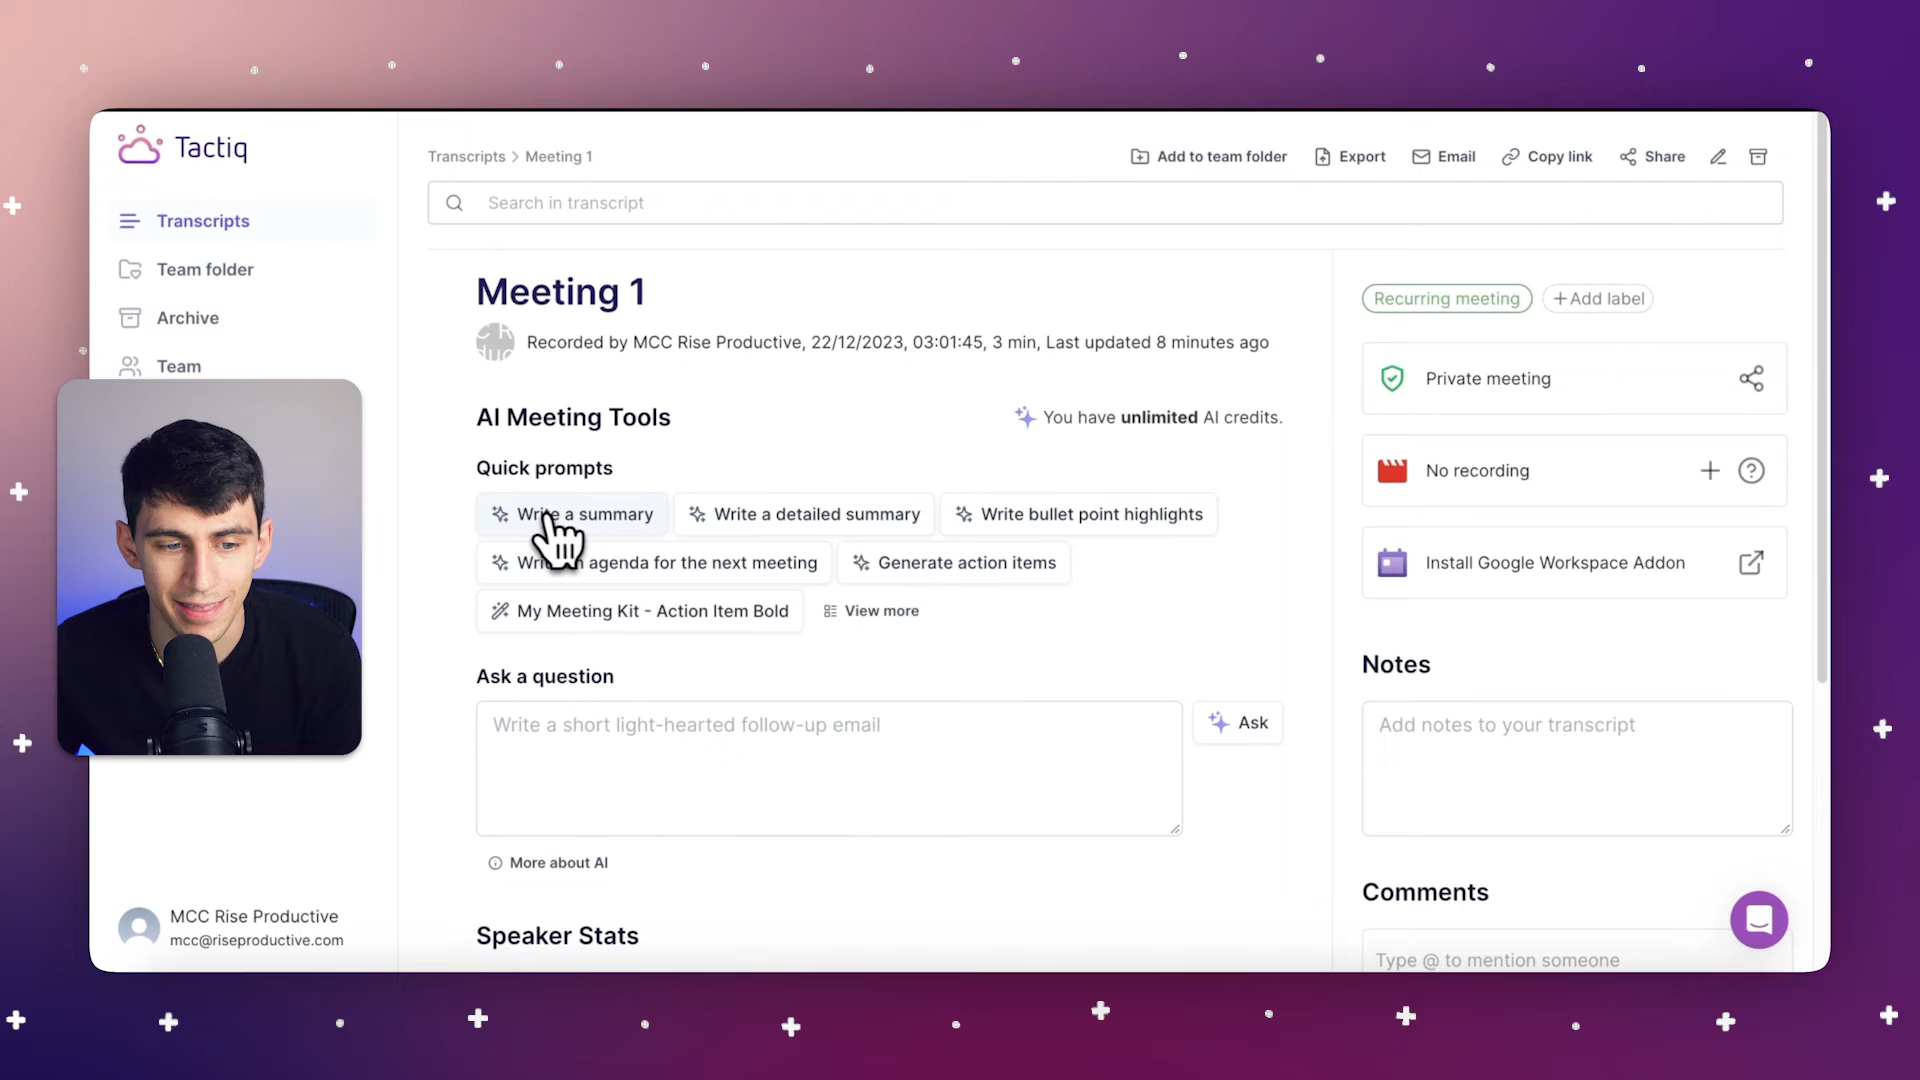 Tactiq
Transcripts
Team folder
Archive
Team
MCC Rise Productive
mcc@riseproductive.com
Transcripts > Meeting 1
Add to team folder
Export
Email
Copy link
Share
Search in transcript
Meeting 1
Recorded by MCC Rise Productive, 22/12/2023, 03:01:45, 3 min, Last updated 8 minutes ago
AI Meeting Tools
You have unlimited AI credits.
Quick prompts
Write a summary
Write a detailed summary
Write bullet point highlights
agenda for the next meeting
Generate action items
My Meeting Kit - Action Item Bold
View more
Ask a question
Write a short light-hearted follow-up email
Ask
More about AI
Speaker Stats
Recurring meeting
+ Add label
Private meeting
No recording
Install Google Workspace Addon
Notes
Add notes to your transcript
Comments
Type @ to mention someone